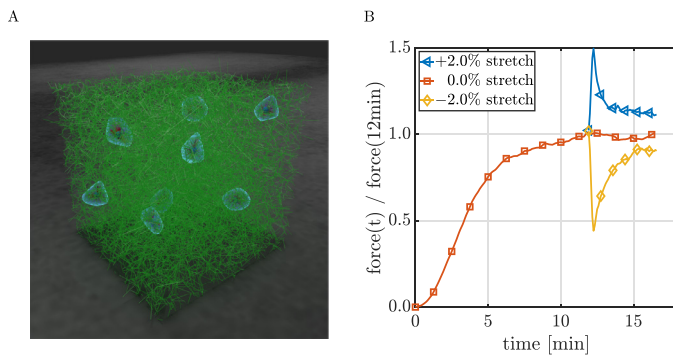 A
B
force(t) / force(12min)
1.5
1.0
0.5
0.0
+2.0% stretch
0.0% stretch
−2.0% stretch
0
5
10
15
time [min]